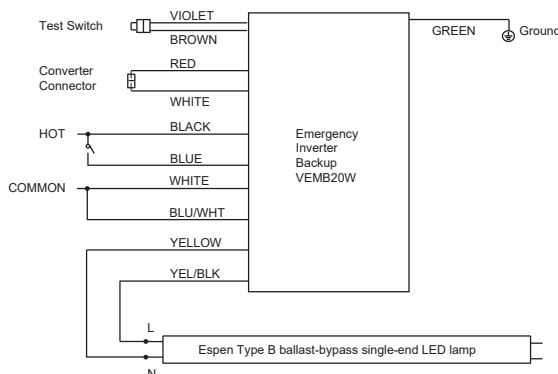 Test Switch
VIOLET
BROWN
GREEN
Ground
Converter
Connector
RED
WHITE
HOT
BLACK
BLUE
COMMON
WHITE
BLU/WHT
YELLOW
YEL/BLK
Emergency
Inverter
Backup
VEMB20W
L
N
Espen Type B ballast-bypass single-end LED lamp